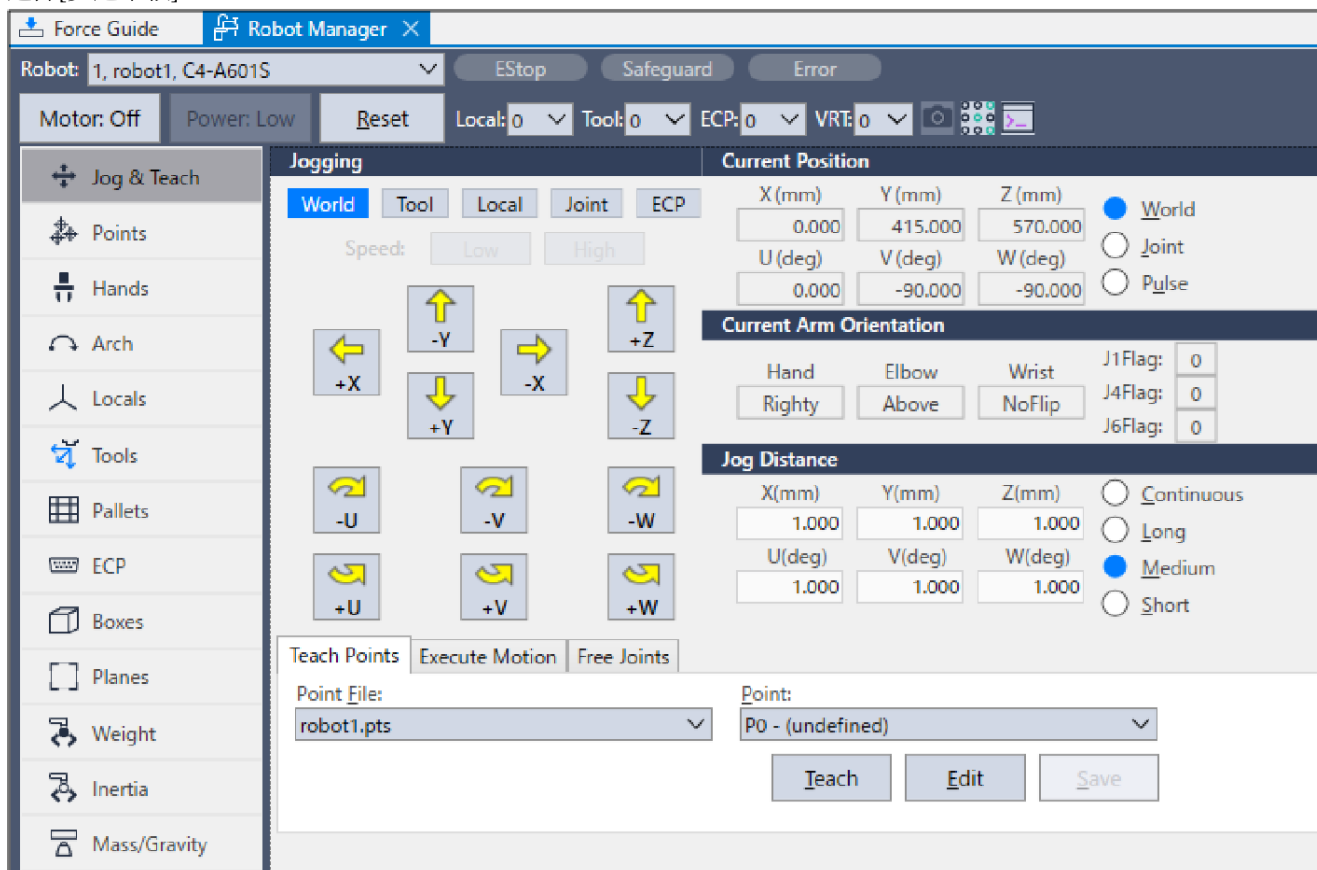 Force Guide Robot Manager
Robot: 1, robot1, C4-A601S EStop Safeguard Error
Motor: Off Power: Low Reset Local: 0 Tool: 0 ECP: 0 VRT: 0
Jog & Teach
Points
Hands
Arch
Locals
Tools
Pallets
ECP
Boxes
Planes
Weight
Inertia
Mass/Gravity
Jogging
World Tool Local Joint ECP
Speed: Low High
-Y +Z
+X -X
+Y -Z
-U -V -W
+U +V +W
Current Position
X (mm) Y (mm) Z (mm)
0.000 415.000 570.000
U (deg) V (deg) W (deg)
0.000 -90.000 -90.000
World
Joint
Pulse
Current Arm Orientation
Hand Elbow Wrist
Righty Above NoFlip
J1Flag: 0
J4Flag: 0
J6Flag: 0
Jog Distance
X(mm) Y(mm) Z(mm)
1.000 1.000 1.000
U(deg) V(deg) W(deg)
1.000 1.000 1.000
Continuous
Long
Medium
Short
Teach Points Execute Motion Free Joints
Point File: Point:
robot1.pts P0 - (undefined)
Teach Edit Save